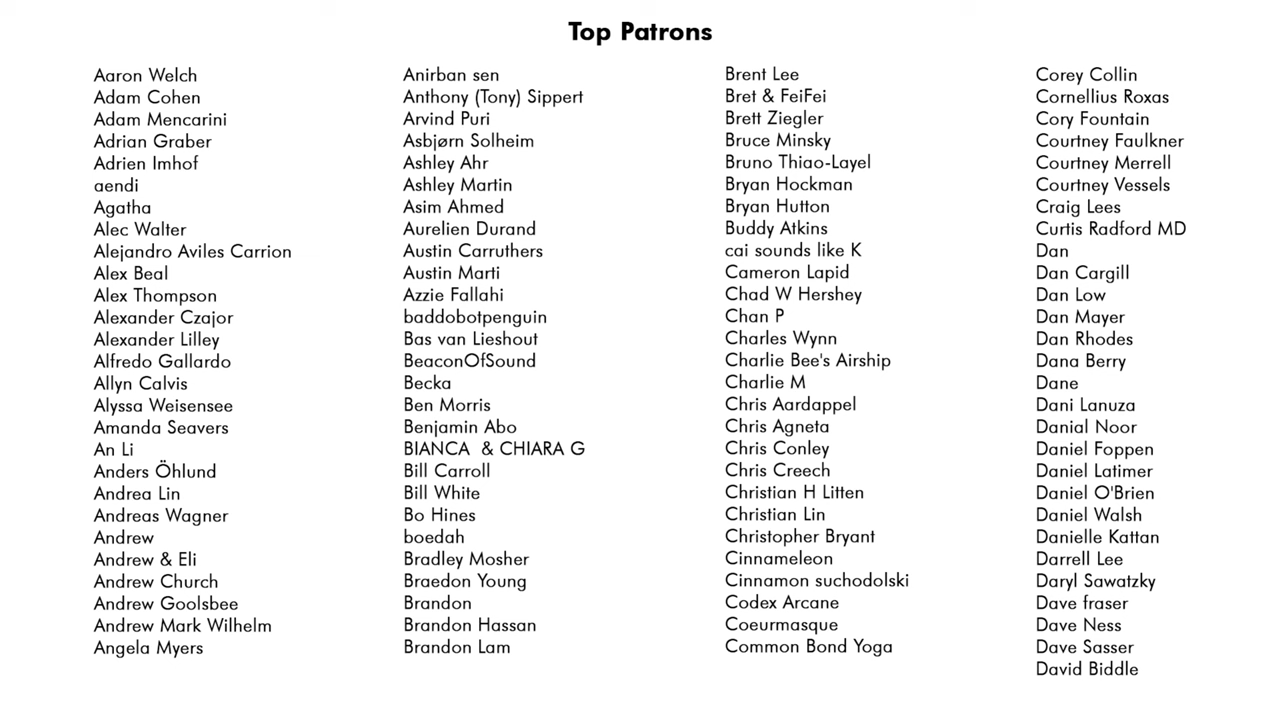 Top Patrons
Aaron Welch
Adam Cohen
Adam Mencarini
Adrian Graber
Adrien Imhof
aendi
Agatha
Alec Walter
Alejandro Aviles Carrion
Alex Beal
Alex Thompson
Alexander Czajor
Alexander Lilley
Alfredo Gallardo
Allyn Calvis
Alyssa Weisensee
Amanda Seavers
An Li
Anders Öhlund
Andrea Lin
Andreas Wagner
Andrew
Andrew & Eli
Andrew Church
Andrew Goolsbee
Andrew Mark Wilhelm
Angela Myers
Anirban sen
Anthony (Tony) Sippert
Arvind Puri
Asbjørn Solheim
Ashley Ahr
Ashley Martin
Asim Ahmed
Aurelien Durand
Austin Carruthers
Austin Marti
Azzie Fallahi
baddobotpenguin
Bas van Lieshout
BeaconOfSound
Becka
Ben Morris
Benjamin Abo
BIANCA  & CHIARA G
Bill Carroll
Bill White
Bo Hines
boedah
Bradley Mosher
Braedon Young
Brandon
Brandon Hassan
Brandon Lam
Brent Lee
Bret & FeiFei
Brett Ziegler
Bruce Minsky
Bruno Thiao-Layel
Bryan Hockman
Bryan Hutton
Buddy Atkins
cai sounds like K
Cameron Lapid
Chad W Hershey
Chan P
Charles Wynn
Charlie Bee's Airship
Charlie M
Chris Aardappel
Chris Agneta
Chris Conley
Chris Creech
Christian H Litten
Christian Lin
Christopher Bryant
Cinnameleon
Cinnamon suchodolski
Codex Arcane
Coeurmasque
Common Bond Yoga
Corey Collin
Cornellius Roxas
Cory Fountain
Courtney Faulkner
Courtney Merrell
Courtney Vessels
Craig Lees
Curtis Radford MD
Dan
Dan Cargill
Dan Low
Dan Mayer
Dan Rhodes
Dana Berry
Dane
Dani Lanuza
Danial Noor
Daniel Foppen
Daniel Latimer
Daniel O'Brien
Daniel Walsh
Danielle Kattan
Darrell Lee
Daryl Sawatzky
Dave fraser
Dave Ness
Dave Sasser
David Biddle